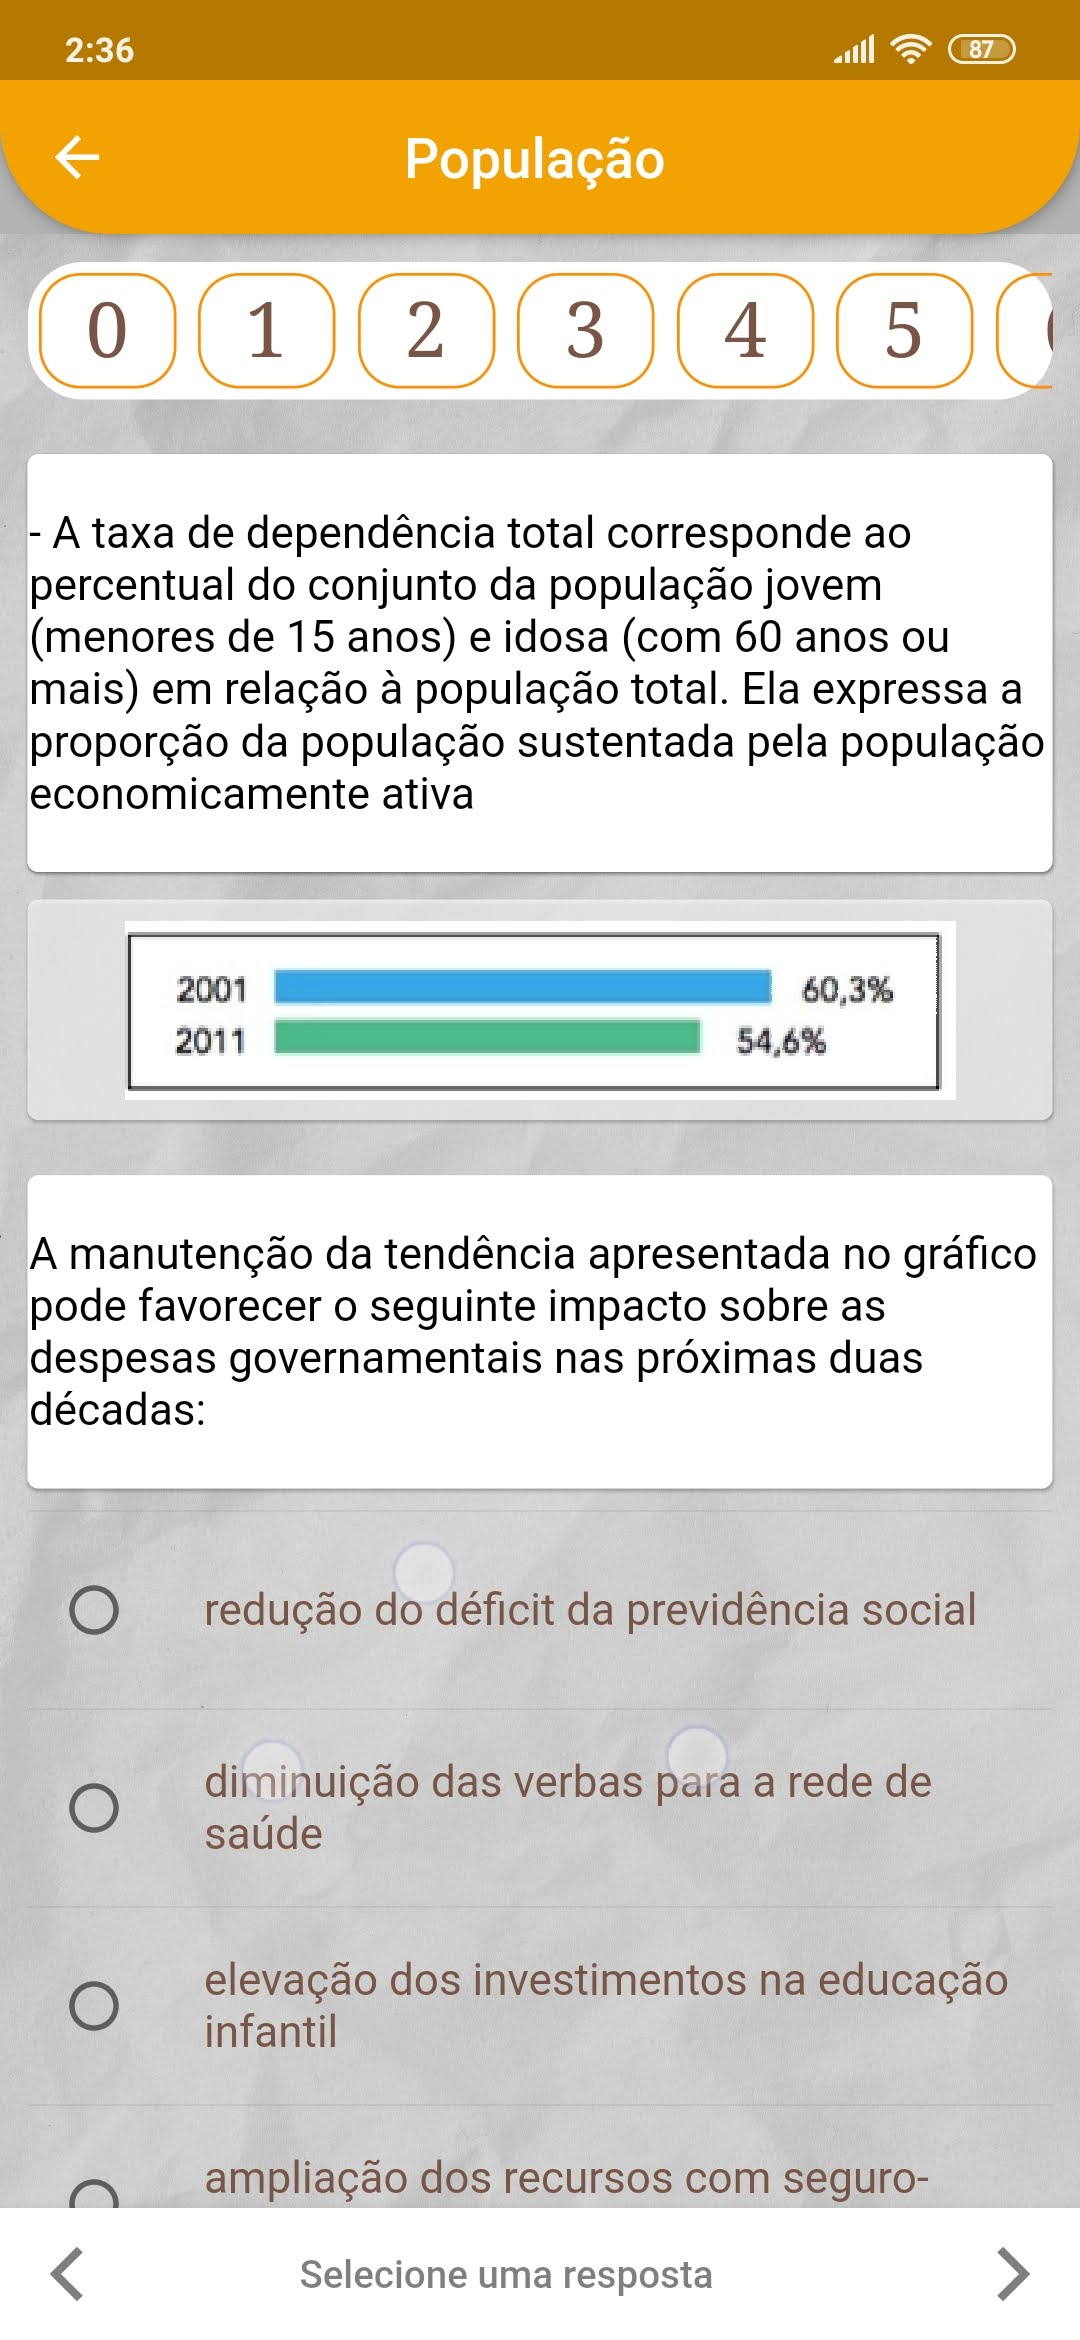 2:36
87
População
0 1 2 3 4 5
- A taxa de dependência total corresponde ao
percentual do conjunto da população jovem
(menores de 15 anos) e idosa (com 60 anos ou
mais) em relação à população total. Ela expressa a
proporção da população sustentada pela população
economicamente ativa
2001 60,3%
2011 54,6%
A manutenção da tendência apresentada no gráfico
pode favorecer o seguinte impacto sobre as
despesas governamentais nas próximas duas
décadas:
redução do déficit da previdência social
diminuição das verbas para a rede de
saúde
elevação dos investimentos na educação
infantil
ampliação dos recursos com seguro-
Selecione uma resposta